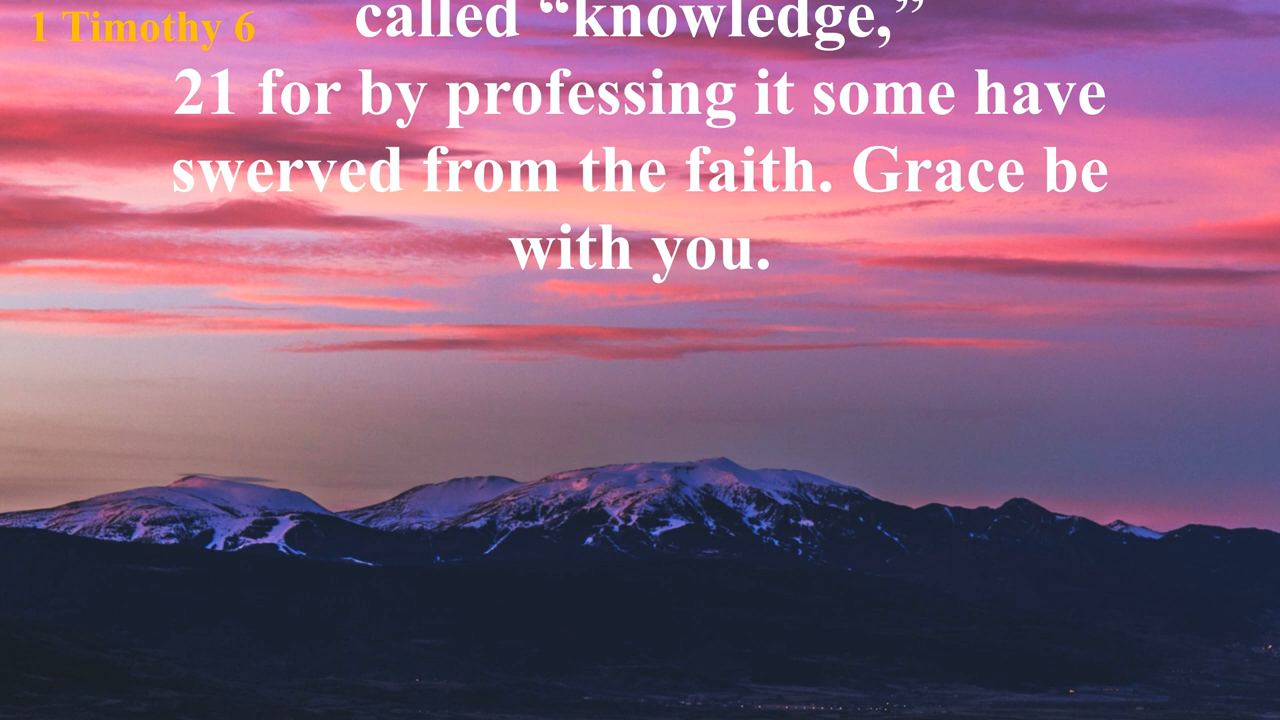 1 Timothy 6
called “knowledge,”
21 for by professing it some have
swerved from the faith. Grace be
with you.